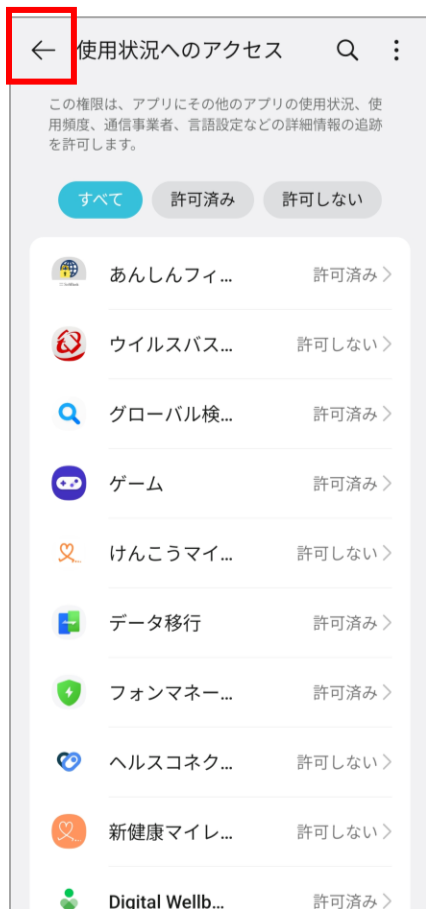 使用状況へのアクセス
この権限は、アプリにその他のアプリの使用状況、使
用頻度、通信事業者、言語設定などの詳細情報の追跡
を許可します。
すべて 許可済み 許可しない
あんしんフィ... 許可済み
ウイルスバス... 許可しない
グローバル検... 許可済み
ゲーム 許可済み
けんこうマイ... 許可しない
データ移行 許可済み
フォンマネー... 許可済み
ヘルスコネク... 許可しない
新健康マイレ... 許可しない
Digital Wellb... 許可済み